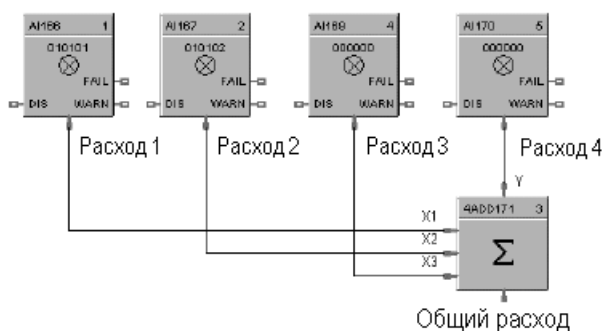 AI166 1 AI167 2 AI169 4 AI170 5
010101 010102 000000 000000
FAIL FAIL FAIL FAIL
DIS WARN DIS WARN DIS WARN DIS WARN
Расход 1 Расход 2 Расход 3 Расход 4
Y
4ADD171 3
X1
X2
X3
Σ
Общий расход